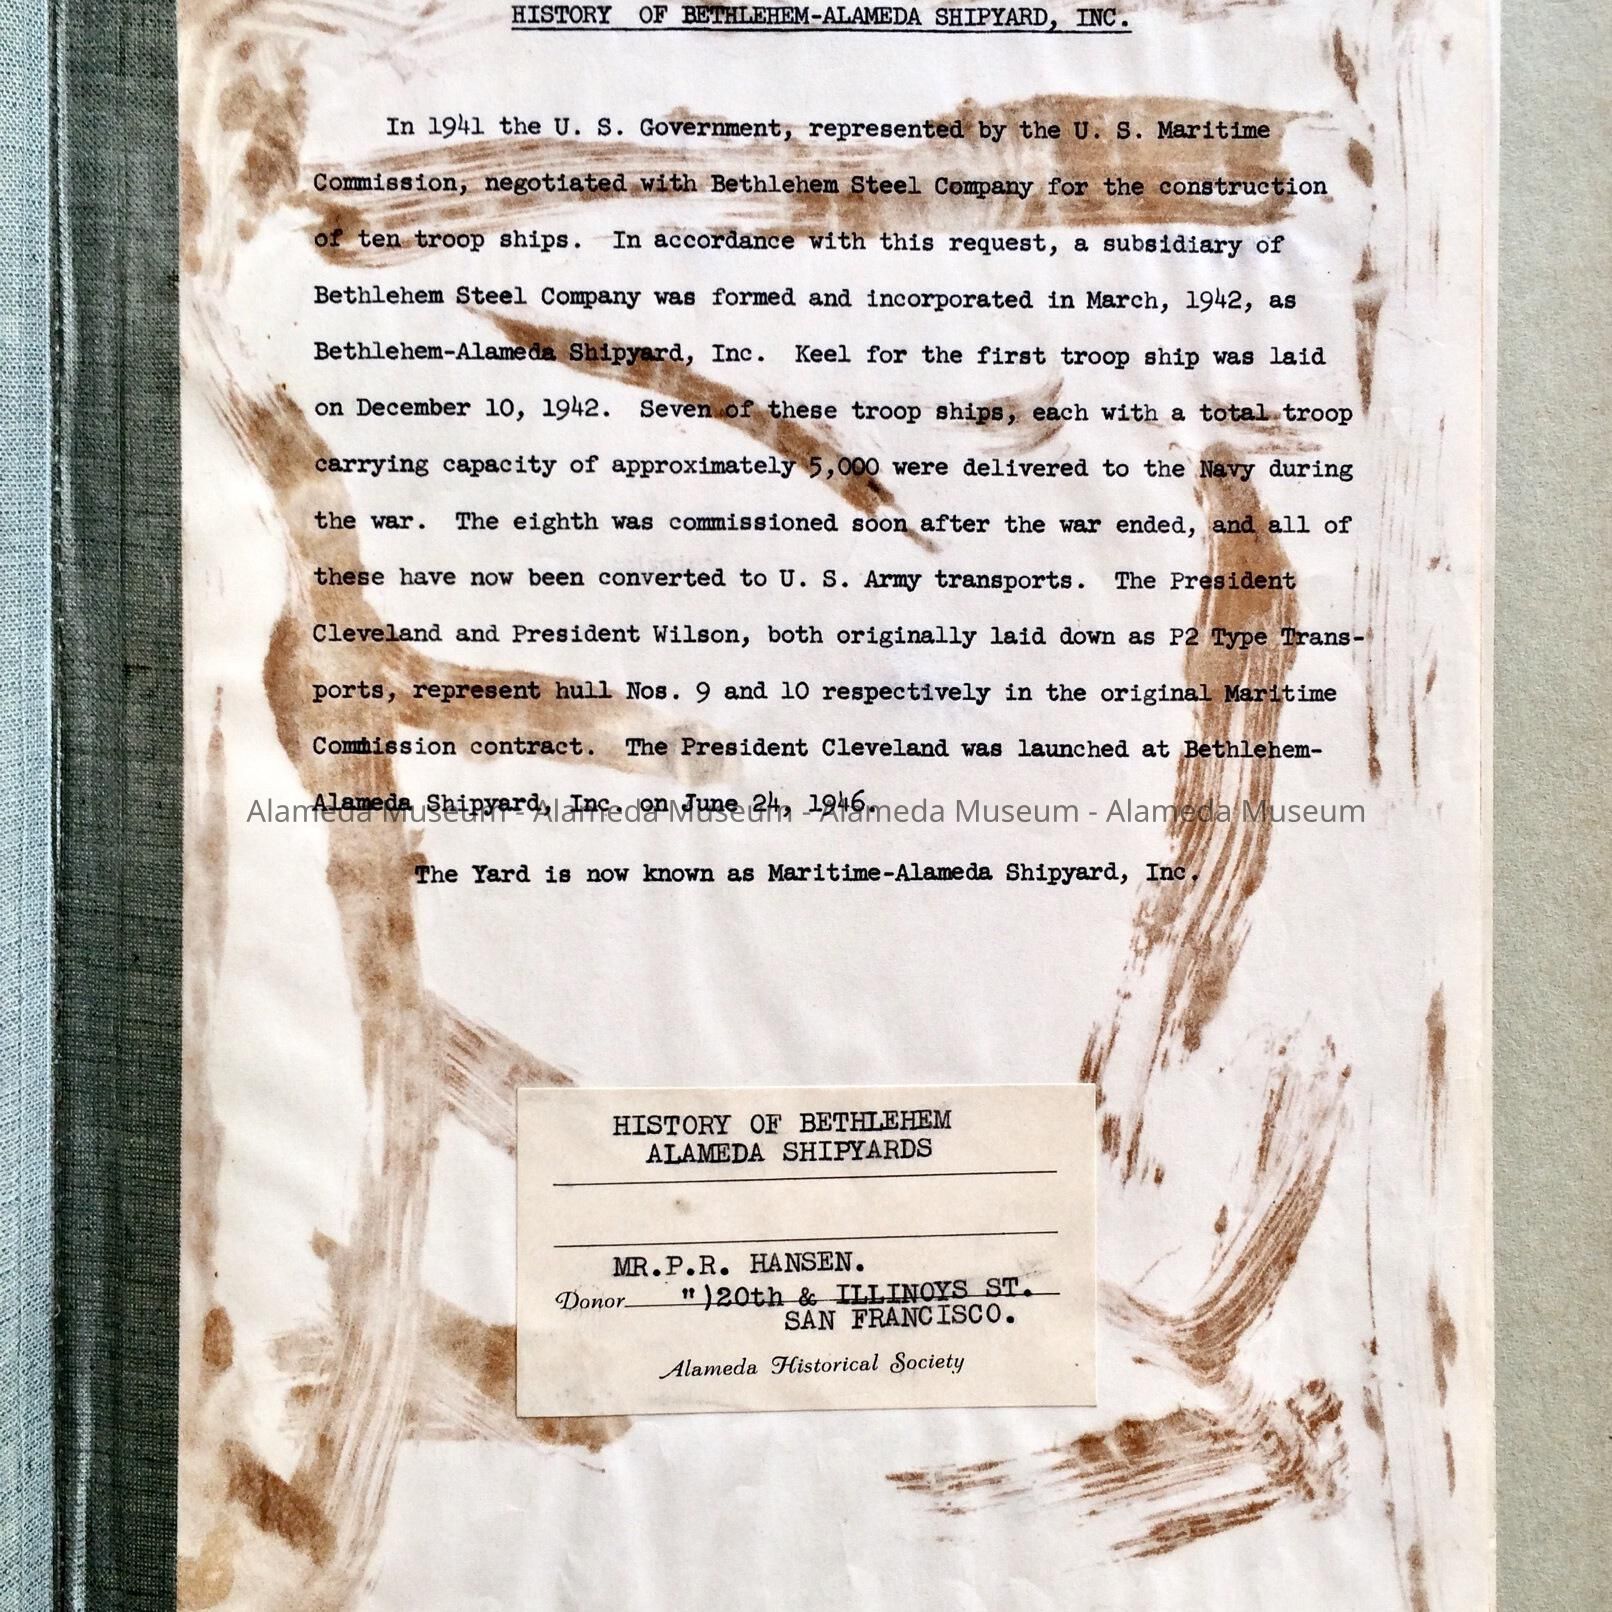 HISTORY OF BETHLEHEM-ALAMEDA SHIPYARD, INC.
In 1941 the U. S. Government, represented by the U. S. Maritime
Commission, negotiated with Bethlehem Steel Company for the construction
of ten troop ships. In accordance with this request, a subsidiary of
Bethlehem Steel Company was formed and incorporated in March, 1942, as
Bethlehem-Alameda Shipyard, Inc. Keel for the first troop ship was laid
on December 10, 1942. Seven of these troop ships, each with a total troop
carrying capacity of approximately 5,000 were delivered to the Navy during
the war. The eighth was commissioned soon after the war ended, and all of
these have now been converted to U. S. Army transports. The President
Cleveland and President Wilson, both originally laid down as P2 Type Trans-
ports, represent hull Nos. 9 and 10 respectively in the original Maritime
Commission contract. The President Cleveland was launched at Bethlehem-
Alameda Shipyard, Inc. on June 24, 1946.
Alameda Museum - Alameda Museum - Alameda Museum - Alameda Museum
The Yard is now known as Maritime-Alameda Shipyard, Inc.
HISTORY OF BETHLEHEM
ALAMEDA SHIPYARDS
MR.P.R. HANSEN.
Donor ")20th & ILLINOYS ST.
SAN FRANCISCO.
Alameda Historical Society